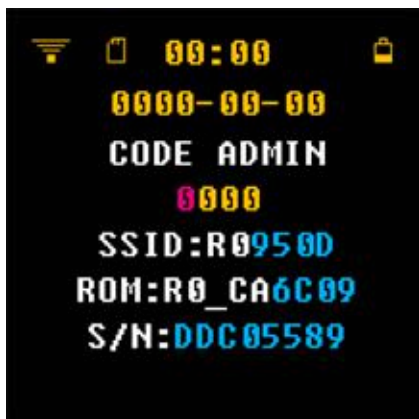 00:00
0000-00-00
CODE ADMIN
0000
SSID:R0950D
ROM:R0_CA6C09
S/N:DDC05589